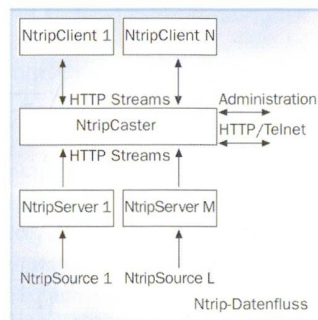 NtripClient 1 NtripClient N
HTTP Streams
Administration
NtripCaster
HTTP/Telnet
HTTP Streams
NtripServer 1 NtripServer M
NtripSource 1 NtripSource L
Ntrip-Datenfluss